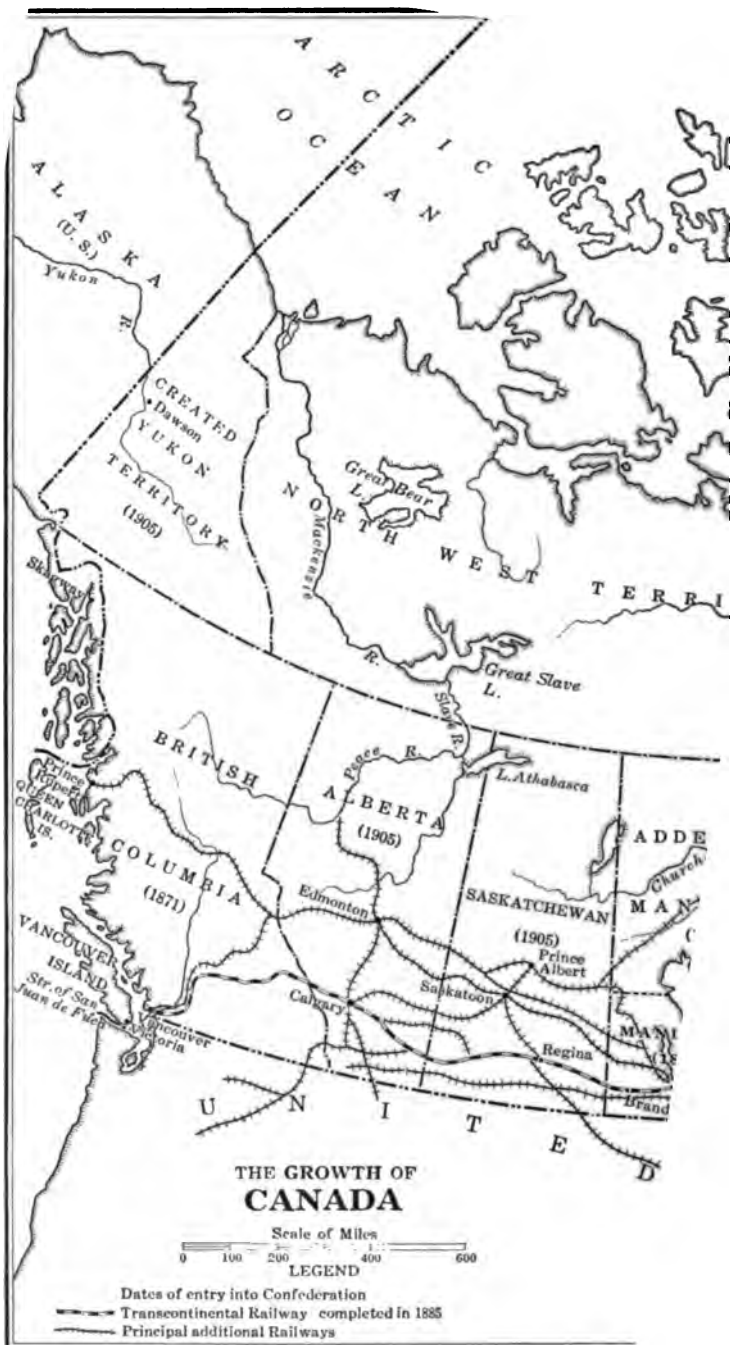 ARCTIC
OCEAN
ALASKA
(U. S.)
Yukon
R.
CREATED
Dawson
YUKON
TERRITORY
(1905)
Great Bear
L.
NORTH WEST TERRI
Mackenzie
R.
Skagway
Great Slave
L.
Slave R.
BRITISH
COLUMBIA
(1871)
Peace R.
L. Athabasca
ALBERTA
(1905)
Prince
Rupert
QUEEN
CHARLOTTE
IS.
ADDE
Church
MAN
(
Edmonton
SASKATCHEWAN
(1905)
Prince
Albert
VANCOUVER
ISLAND
Str. of San
Juan de Fuca
Vancouver
Victoria
Calgary
Saskatoon
Regina
MANI
(18
Brand
UNITED
THE GROWTH OF
CANADA
Scale of Miles
0 100 200 400 600
LEGEND
Dates of entry into Confederation
Transcontinental Railway completed in 1885
Principal additional Railways